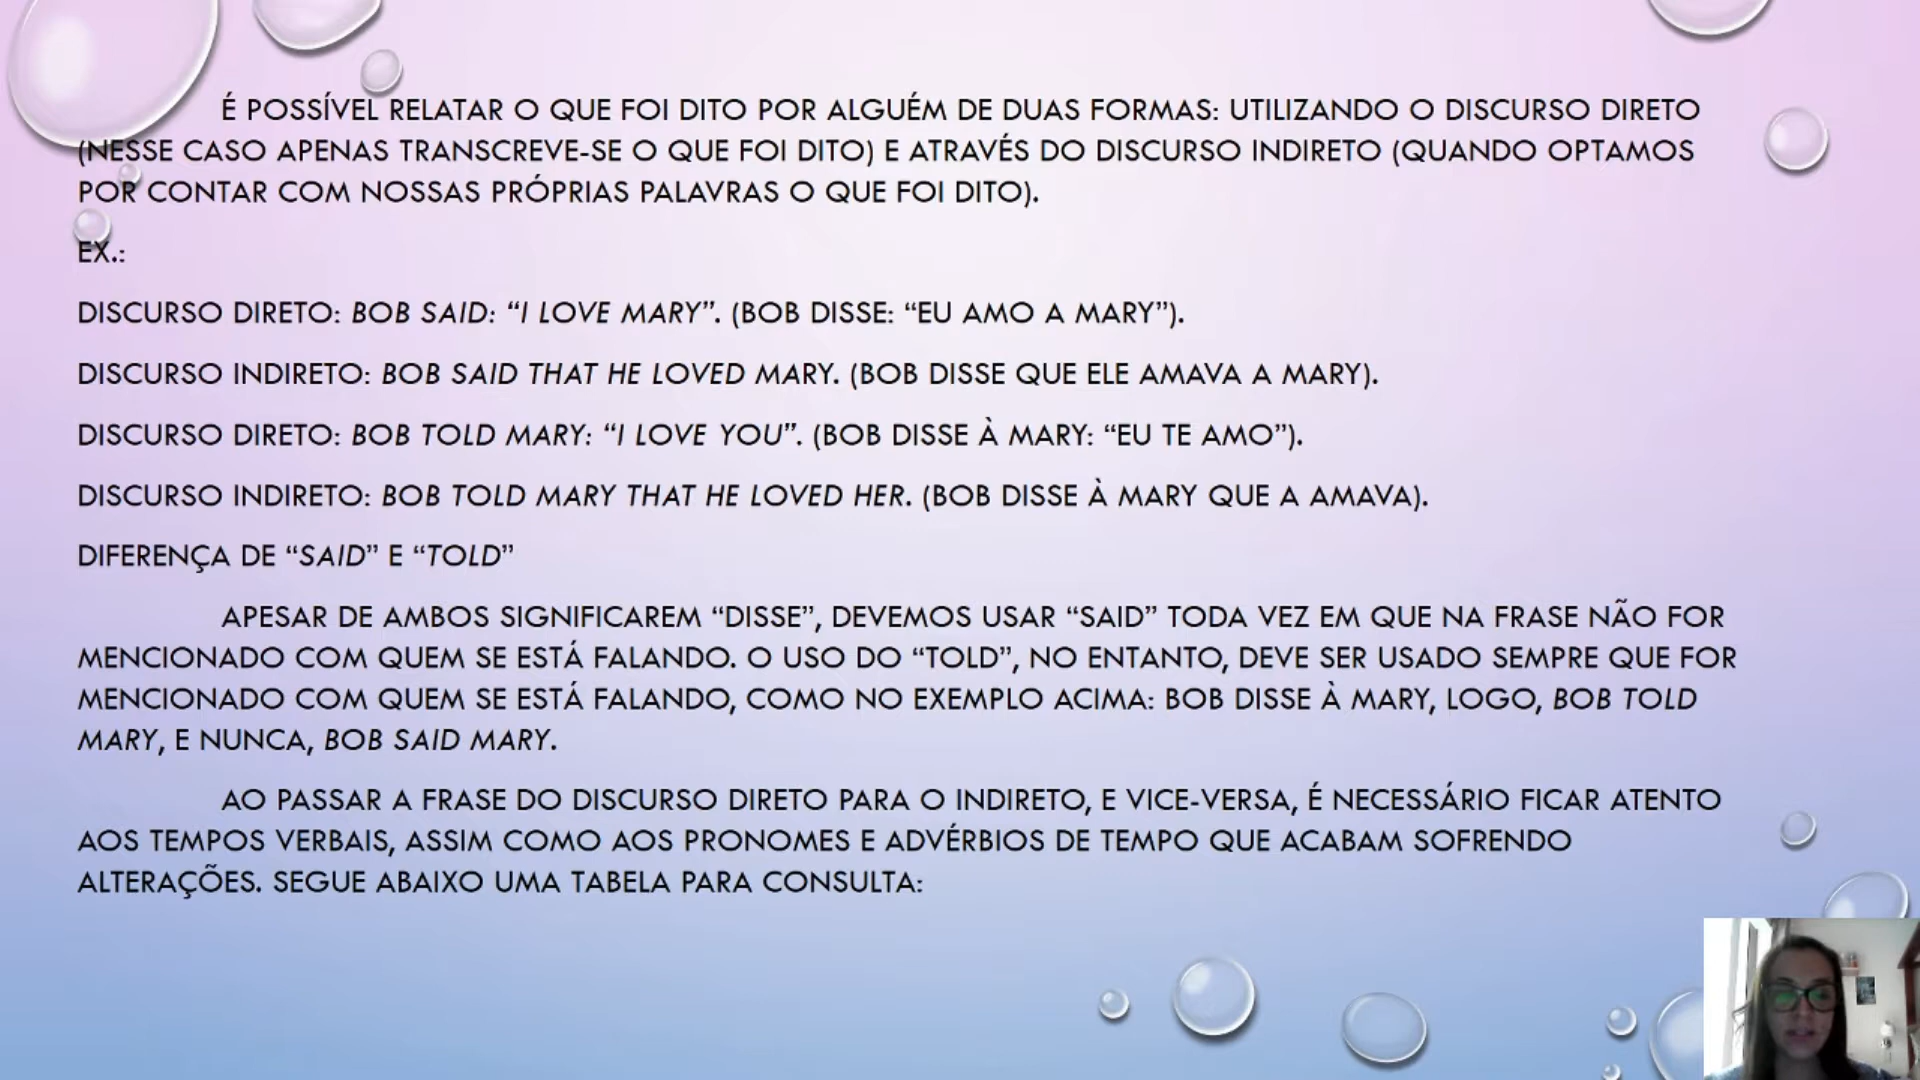 É POSSÍVEL RELATAR O QUE FOI DITO POR ALGUÉM DE DUAS FORMAS: UTILIZANDO O DISCURSO DIRETO
(NESSE CASO APENAS TRANSCREVE-SE O QUE FOI DITO) E ATRAVÉS DO DISCURSO INDIRETO (QUANDO OPTAMOS
POR CONTAR COM NOSSAS PRÓPRIAS PALAVRAS O QUE FOI DITO).
EX.:
DISCURSO DIRETO: BOB SAID: “I LOVE MARY”. (BOB DISSE: “EU AMO A MARY”).
DISCURSO INDIRETO: BOB SAID THAT HE LOVED MARY. (BOB DISSE QUE ELE AMAVA A MARY).
DISCURSO DIRETO: BOB TOLD MARY: “I LOVE YOU”. (BOB DISSE À MARY: “EU TE AMO”).
DISCURSO INDIRETO: BOB TOLD MARY THAT HE LOVED HER. (BOB DISSE À MARY QUE A AMAVA).
DIFERENÇA DE “SAID” E “TOLD”
APESAR DE AMBOS SIGNIFICAREM “DISSE”, DEVEMOS USAR “SAID” TODA VEZ EM QUE NA FRASE NÃO FOR
MENCIONADO COM QUEM SE ESTÁ FALANDO. O USO DO “TOLD”, NO ENTANTO, DEVE SER USADO SEMPRE QUE FOR
MENCIONADO COM QUEM SE ESTÁ FALANDO, COMO NO EXEMPLO ACIMA: BOB DISSE À MARY, LOGO, BOB TOLD
MARY, E NUNCA, BOB SAID MARY.
AO PASSAR A FRASE DO DISCURSO DIRETO PARA O INDIRETO, E VICE-VERSA, É NECESSÁRIO FICAR ATENTO
AOS TEMPOS VERBAIS, ASSIM COMO AOS PRONOMES E ADVÉRBIOS DE TEMPO QUE ACABAM SOFRENDO
ALTERAÇÕES. SEGUE ABAIXO UMA TABELA PARA CONSULTA: